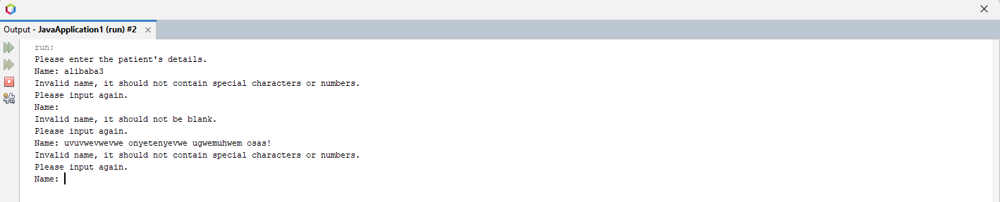 Output - JavaApplication1 (run) #2
run:
Please enter the patient's details.
Name: alibaba3
Invalid name, it should not contain special characters or numbers.
Please input again.
Name:
Invalid name, it should not be blank.
Please input again.
Name: uvuvwevwevwe onyetenyevwe ugwemuhwem osas!
Invalid name, it should not contain special characters or numbers.
Please input again.
Name: